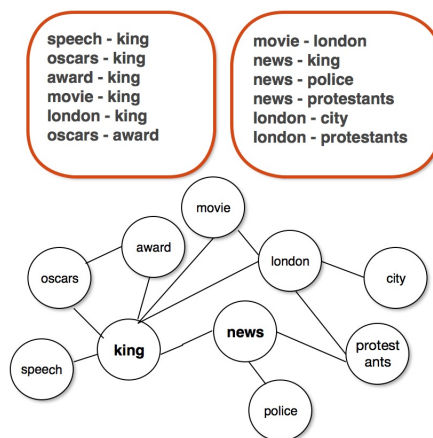 speech - king
oscars - king
award - king
movie - king
london - king
oscars - award
movie - london
news - king
news - police
news - protestants
london - city
london - protestants
movie
award
oscars
london
city
news
king
protest
ants
speech
police